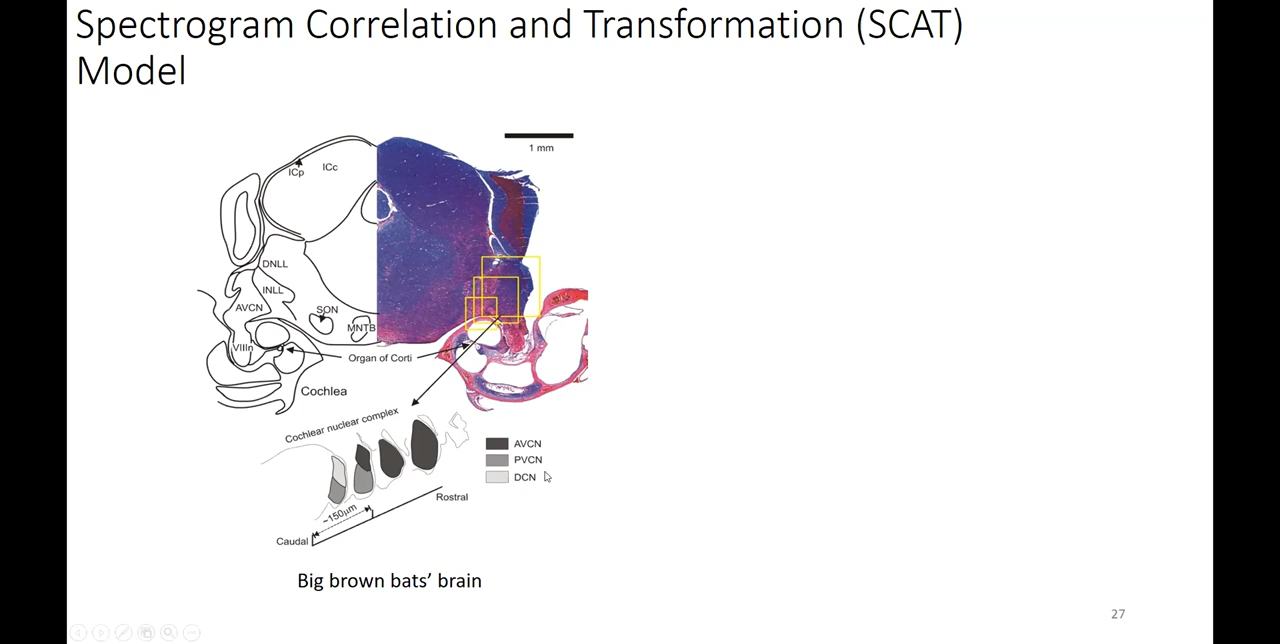 Spectrogram Correlation and Transformation (SCAT)
Model
1 mm
ICp
ICc
DNLL
INLL
AVCN
SON
MNTB
VIIIn
Organ of Corti
Cochlea
Cochlear nuclear complex
AVCN
PVCN
DCN
Rostral
~150µm
Caudal
Big brown bats’ brain
27